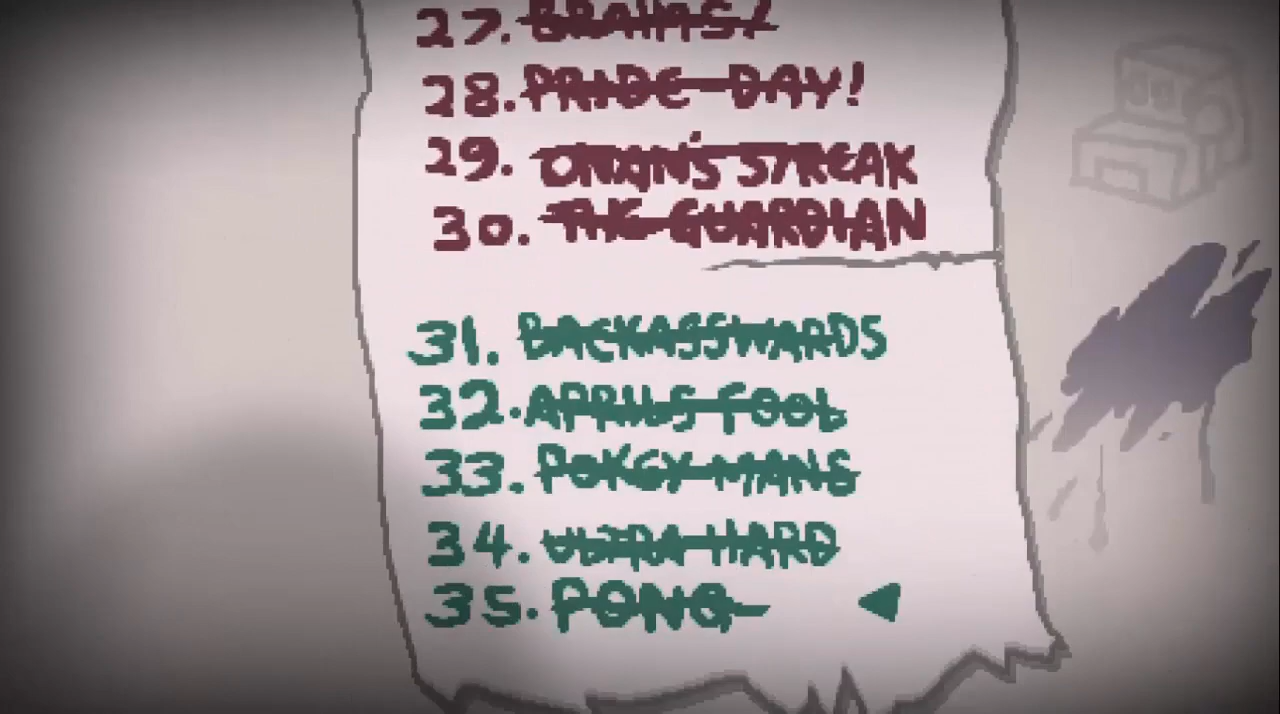 27. BRAINS!
28. PRIDE DAY!
29. ONAN'S STREAK
30. THE GUARDIAN
31. BACKASSWARDS
32. APRILS FOOL
33. POKEY MANS
34. ULTRA HARD
35. PONG